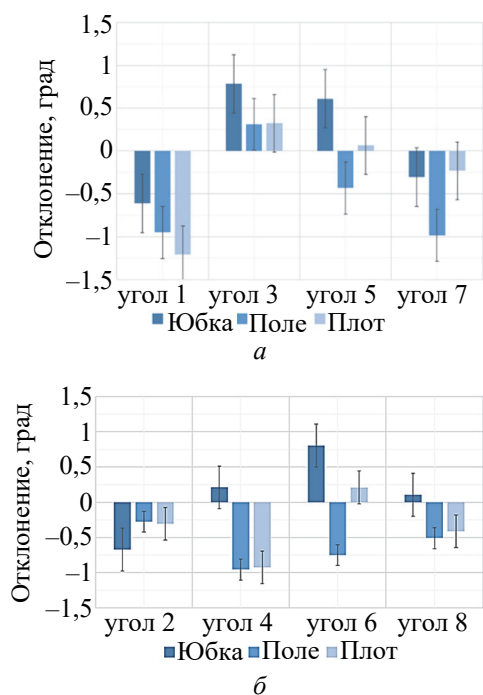 1,5
1
0,5
0
–0,5
–1
–1,5
Отклонение, град
угол 1 угол 3 угол 5 угол 7
Юбка Поле Плот
а
1,5
1
0,5
0
–0,5
–1
–1,5
Отклонение, град
угол 2 угол 4 угол 6 угол 8
Юбка Поле Плот
б